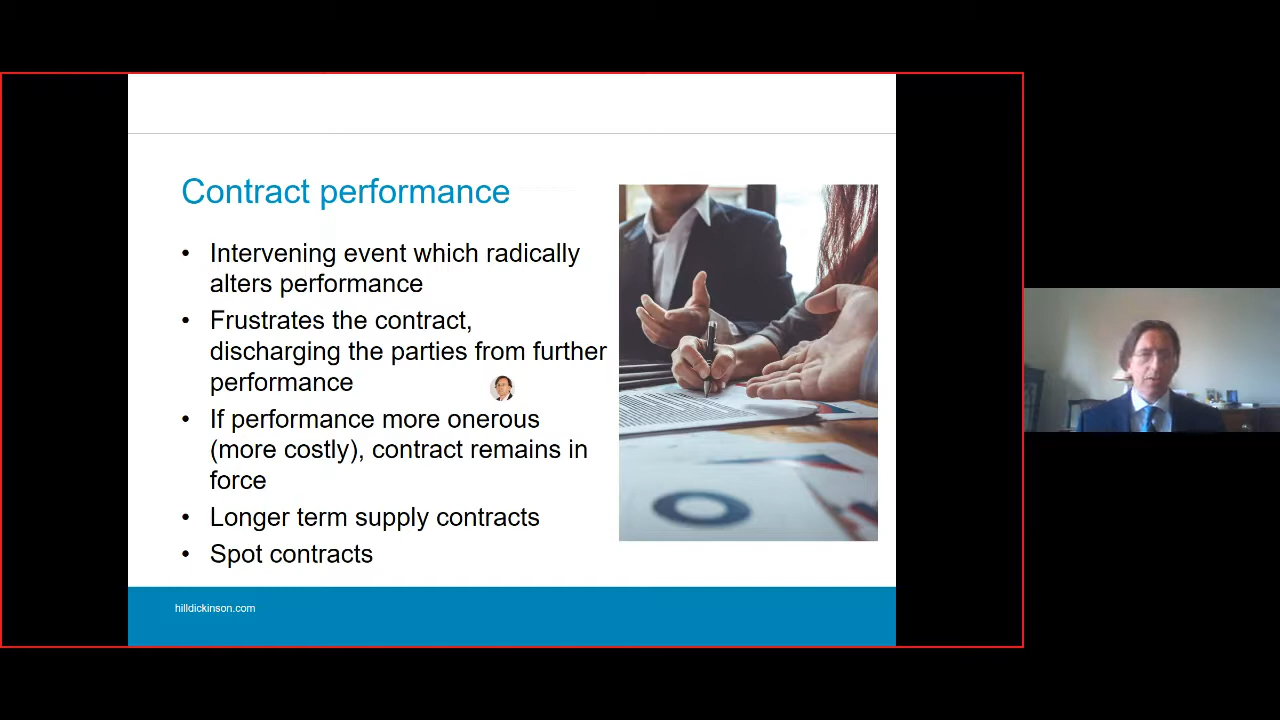 Contract performance
• Intervening event which radically
alters performance
• Frustrates the contract,
discharging the parties from further
performance
• If performance more onerous
(more costly), contract remains in
force
• Longer term supply contracts
• Spot contracts
hilldickinson.com